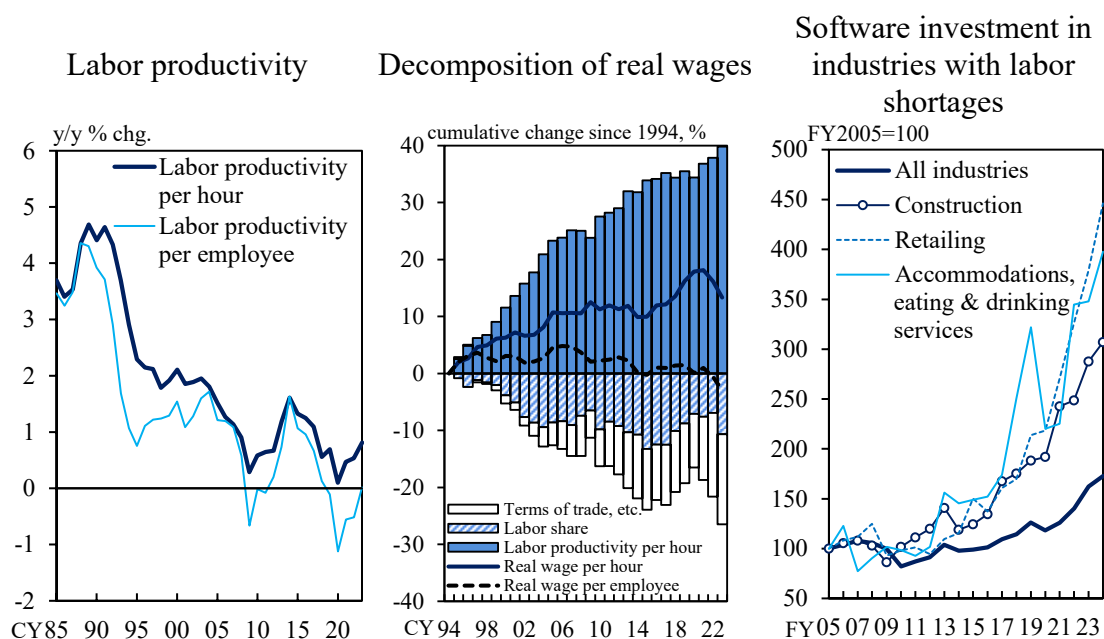 Labor productivity
y/y % chg.
6
5
4
3
2
1
0
-1
-2
Labor productivity
per hour
Labor productivity
per employee
CY85 90 95 00 05 10 15 20
Decomposition of real wages
cumulative change since 1994, %
40
30
20
10
0
-10
-20
-30
-40
Terms of trade, etc.
Labor share
Labor productivity per hour
Real wage per hour
Real wage per employee
CY 94 98 02 06 10 14 18 22
Software investment in
industries with labor
shortages
FY2005=100
500
450
400
350
300
250
200
150
100
50
All industries
Construction
Retailing
Accommodations,
eating & drinking
services
FY 05 07 09 11 13 15 17 19 21 23